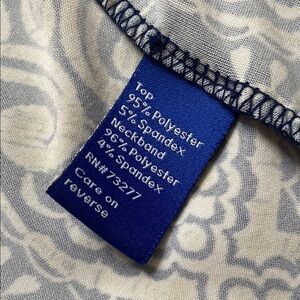 Top
95% Polyester
5% Spandex
Neckband
96% Polyester
4% Spandex
RN#73277
Care on
reverse